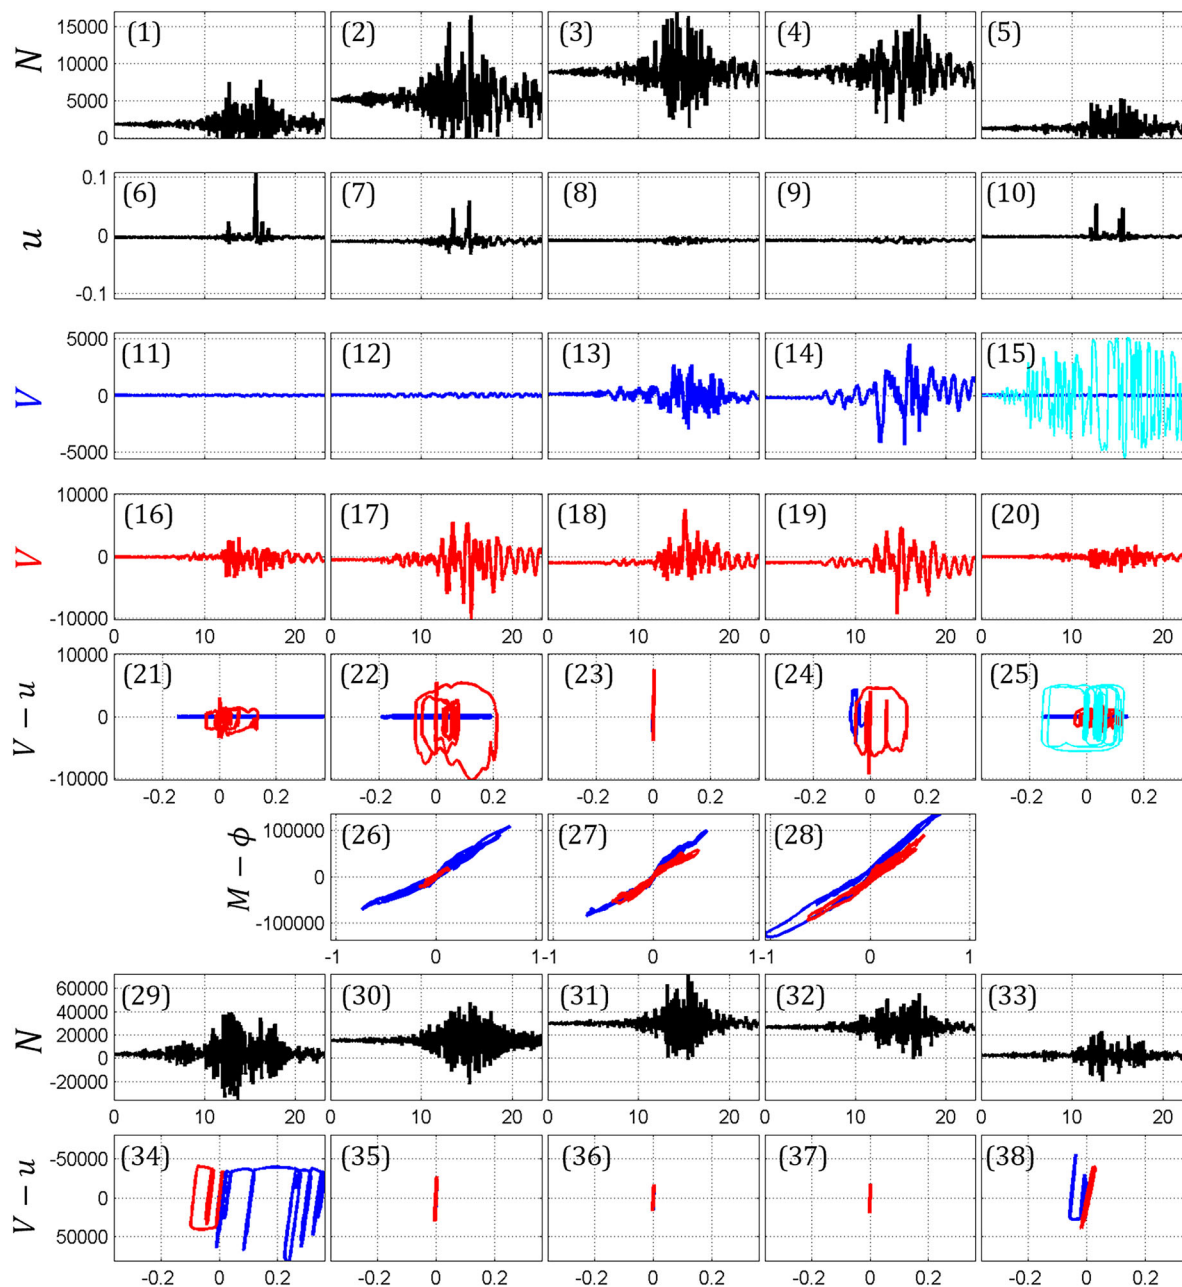 N 15000 10000 5000 0 (1) (2) (3) (4) (5)
u 0.1 0 -0.1 (6) (7) (8) (9) (10)
V 5000 0 -5000 (11) (12) (13) (14) (15)
V 10000 0 -10000 (16) (17) (18) (19) (20)
0 10 20 0 10 20 0 10 20 0 10 20 0 10 20
V − u 10000 0 -10000 (21) (22) (23) (24) (25)
-0.2 0 0.2 -0.2 0 0.2 -0.2 0 0.2 -0.2 0 0.2 -0.2 0 0.2
M − ϕ 100000 0 -100000 (26) (27) (28)
-1 0 1 -1 0 1 -1 0 1
N 60000 40000 20000 0 -20000 (29) (30) (31) (32) (33)
0 10 20 0 10 20 0 10 20 0 10 20 0 10 20
V − u -50000 0 50000 (34) (35) (36) (37) (38)
-0.2 0 0.2 -0.2 0 0.2 -0.2 0 0.2 -0.2 0 0.2 -0.2 0 0.2